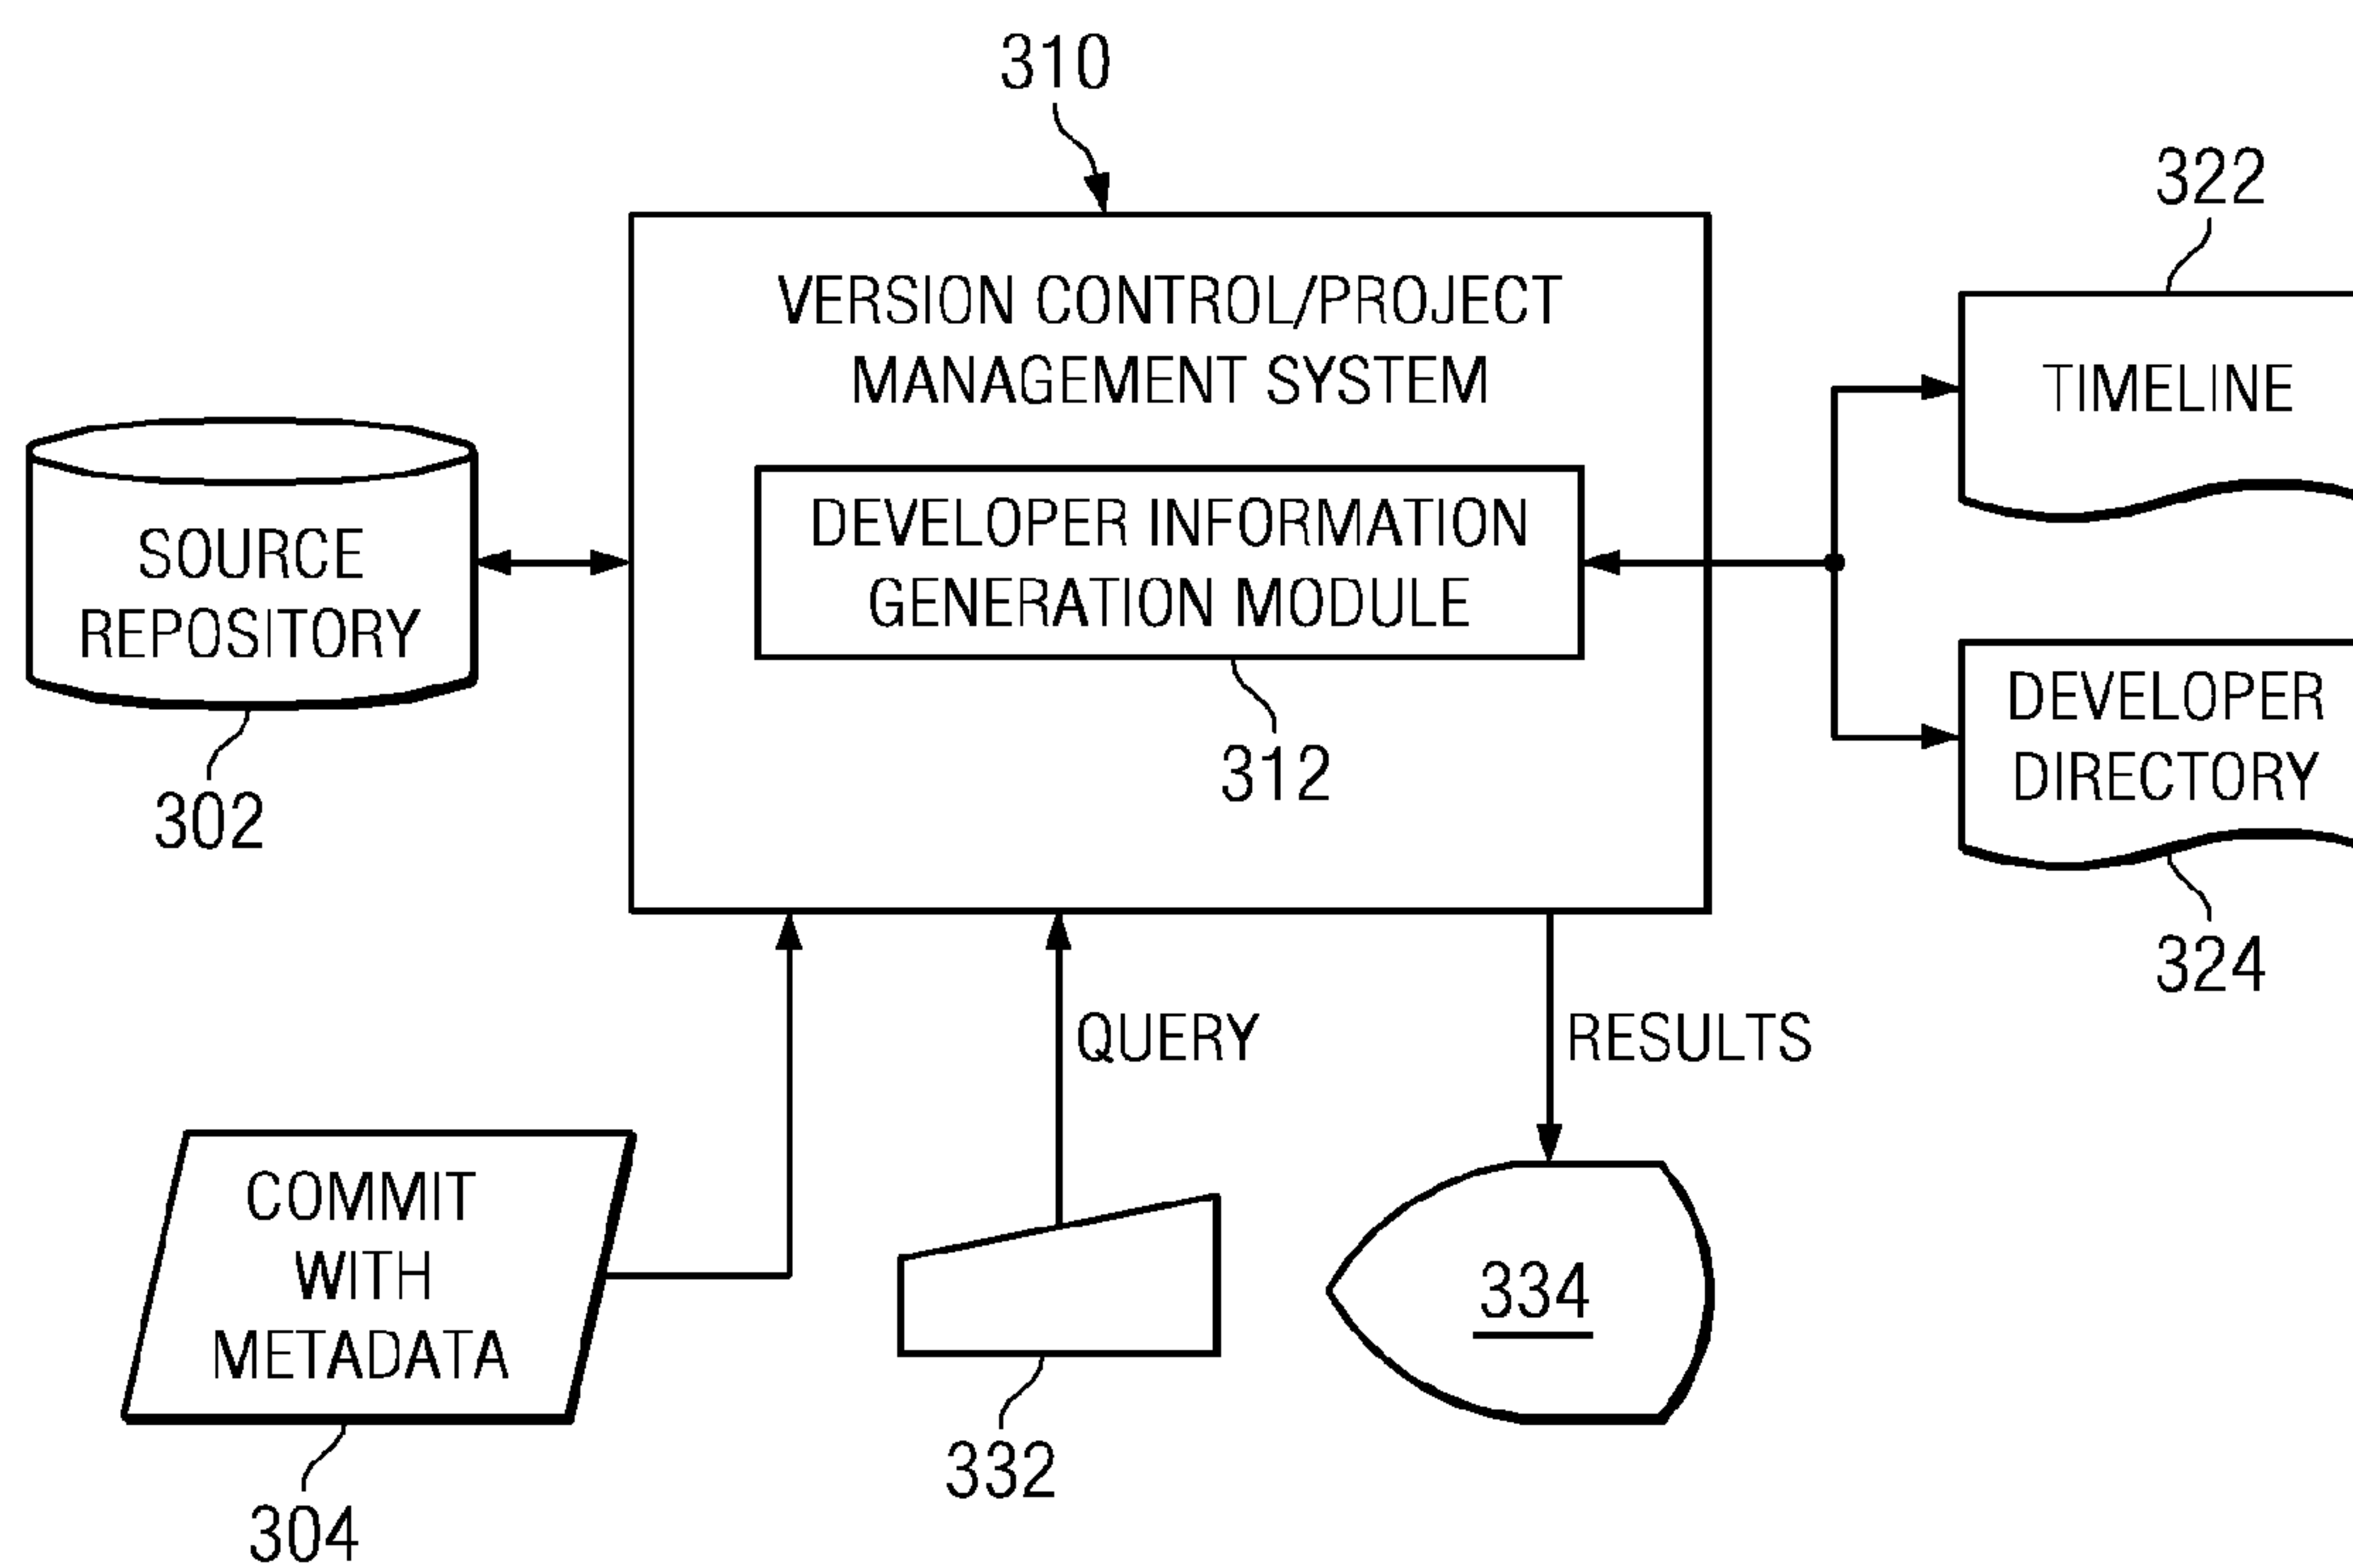 310
VERSION CONTROL/PROJECT
MANAGEMENT SYSTEM
DEVELOPER INFORMATION
GENERATION MODULE
312
SOURCE
REPOSITORY
302
322
TIMELINE
DEVELOPER
DIRECTORY
324
QUERY
RESULTS
COMMIT
WITH
METADATA
304
332
334